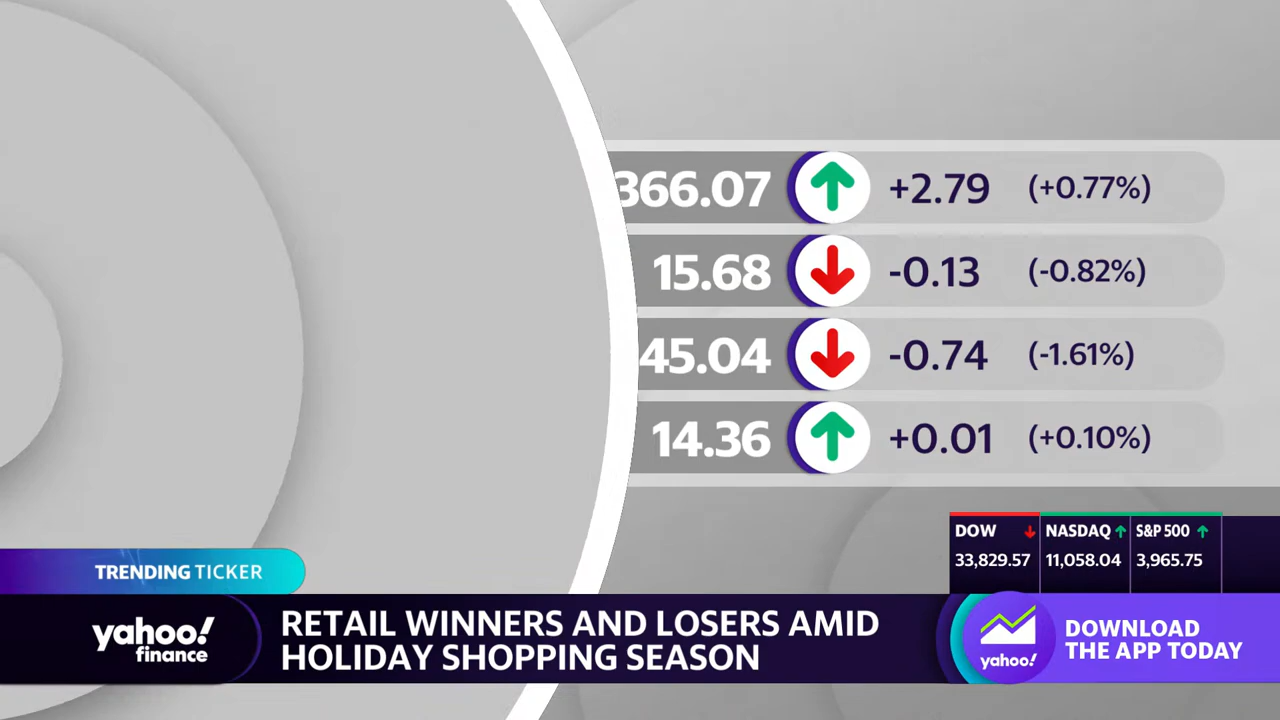 366.07 +2.79 (+0.77%)
15.68 -0.13 (-0.82%)
45.04 -0.74 (-1.61%)
14.36 +0.01 (+0.10%)
DOW NASDAQ S&P 500
33,829.57 11,058.04 3,965.75
TRENDING TICKER
yahoo!
finance
RETAIL WINNERS AND LOSERS AMID
HOLIDAY SHOPPING SEASON
yahoo!
DOWNLOAD
THE APP TODAY